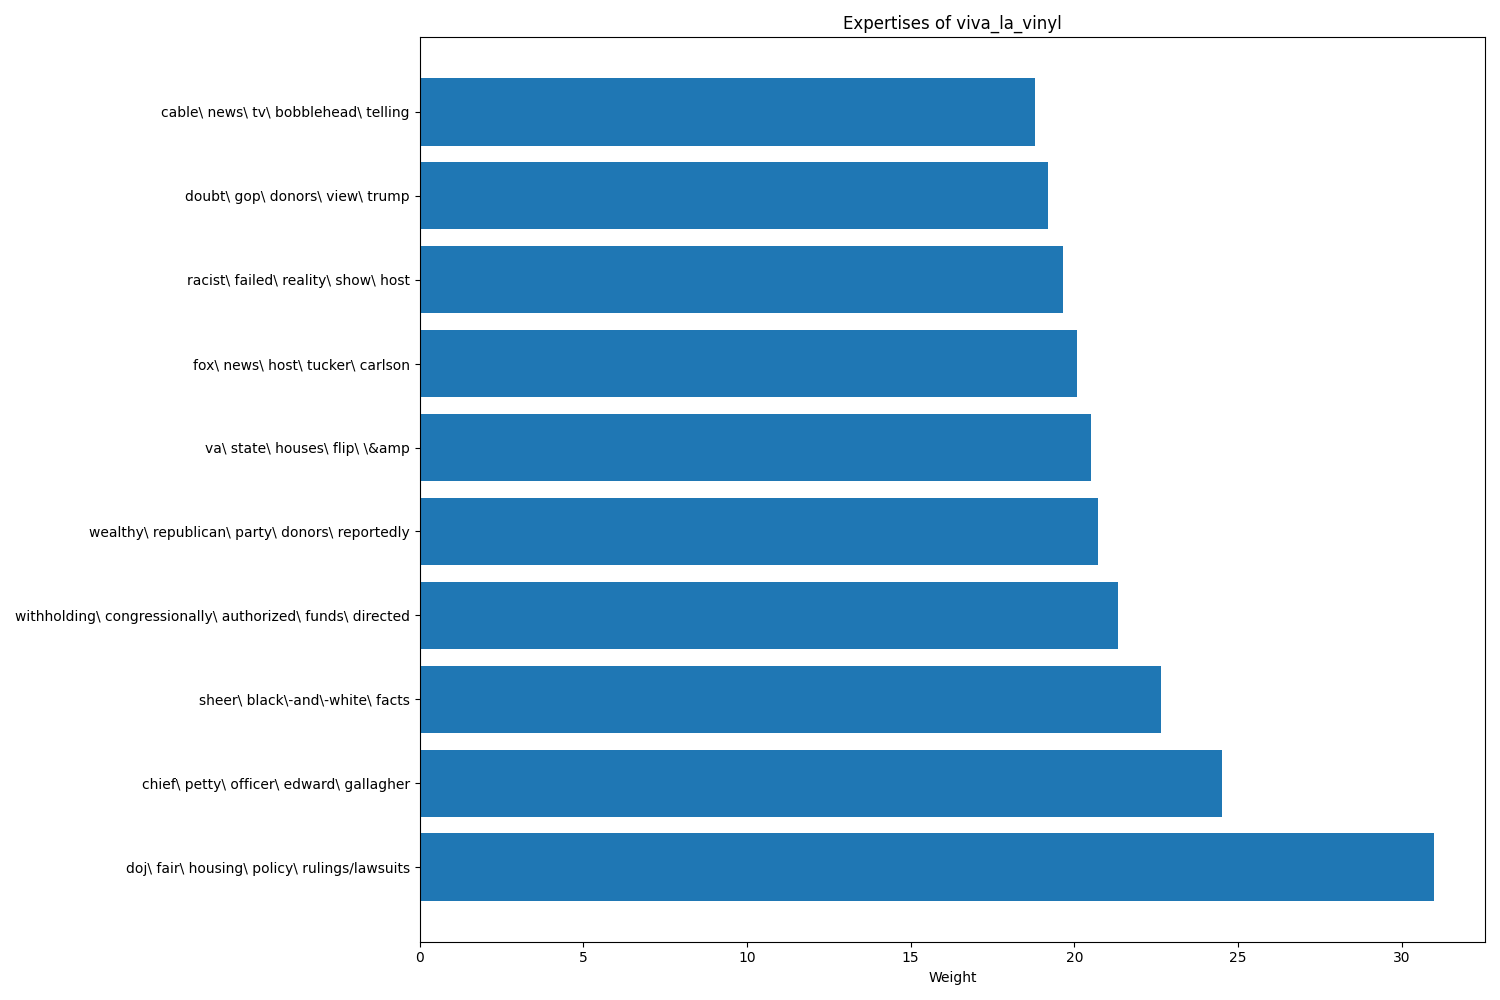 Expertises of viva_la_vinyl
cable\ news\ tv\ bobblehead\ telling
doubt\ gop\ donors\ view\ trump
racist\ failed\ reality\ show\ host
fox\ news\ host\ tucker\ carlson
va\ state\ houses\ flip\ \&amp
wealthy\ republican\ party\ donors\ reportedly
withholding\ congressionally\ authorized\ funds\ directed
sheer\ black\-and\-white\ facts
chief\ petty\ officer\ edward\ gallagher
doj\ fair\ housing\ policy\ rulings/lawsuits
0 5 10 15 20 25 30
Weight